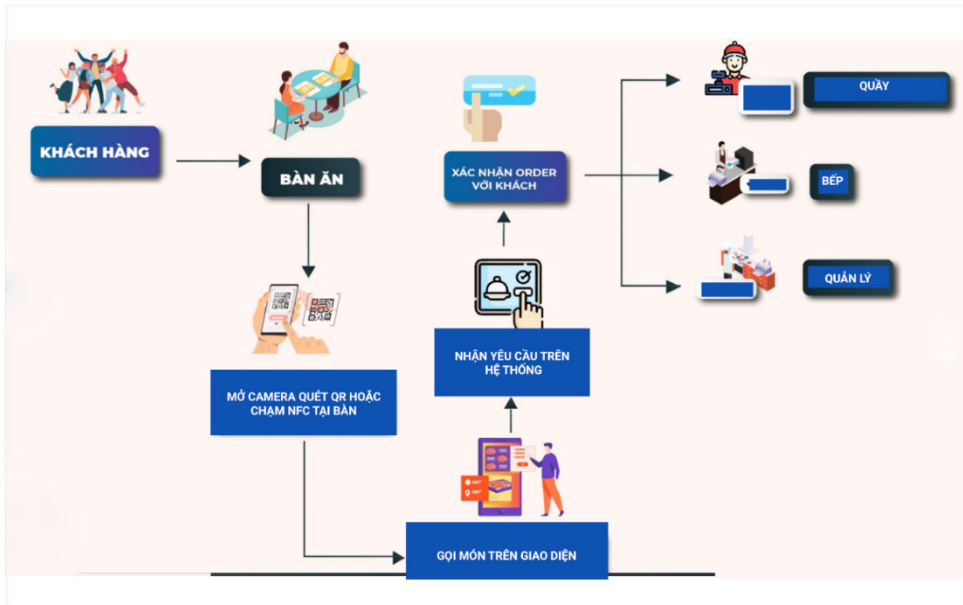 KHÁCH HÀNG
BÀN ĂN
MỞ CAMERA QUÉT QR HOẶC
CHẠM NFC TẠI BÀN
GỌI MÓN TRÊN GIAO DIỆN
NHẬN YÊU CẦU TRÊN
HỆ THỐNG
XÁC NHẬN ORDER
VỚI KHÁCH
QUẦY
BẾP
QUẢN LÝ